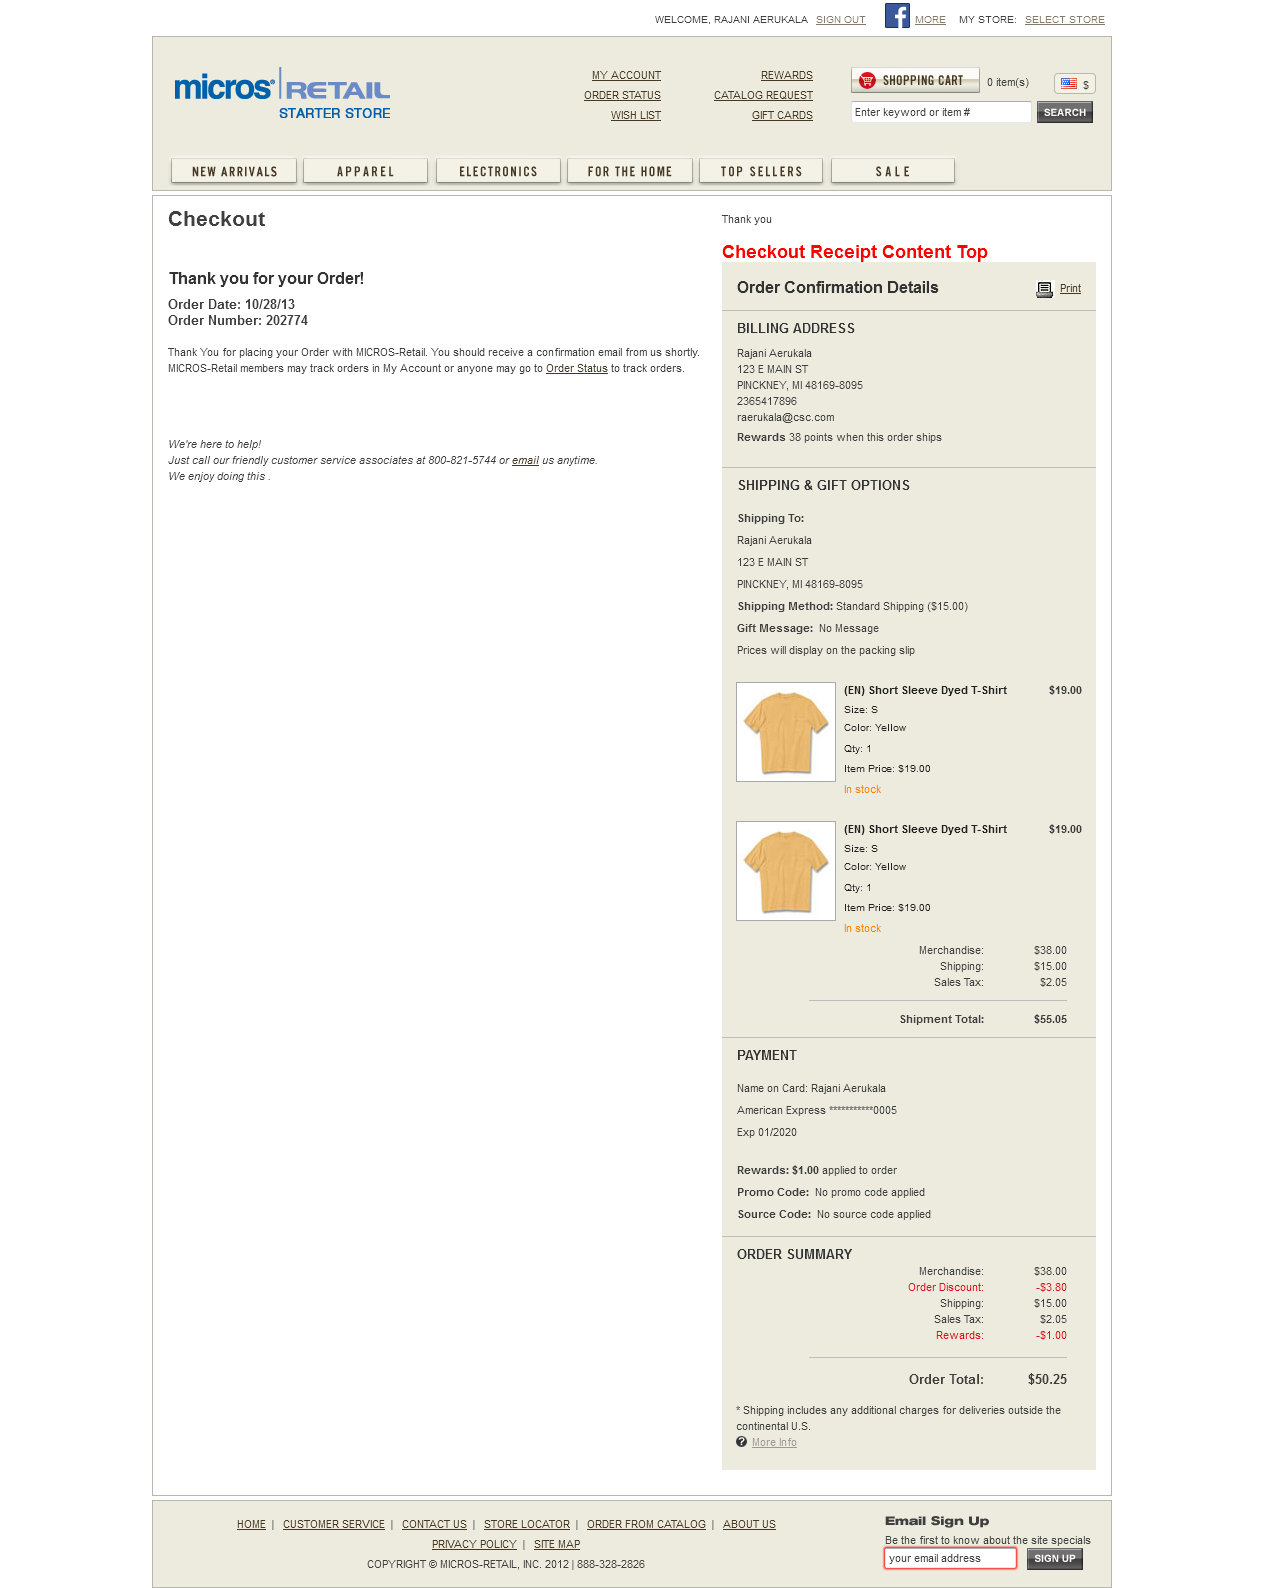 WELCOME, RAJANI AERUKALA SIGN OUT MORE MY STORE: SELECT STORE
micros RETAIL
STARTER STORE
MY ACCOUNT REWARDS
ORDER STATUS CATALOG REQUEST
WISH LIST GIFT CARDS
SHOPPING CART 0 item(s) $
Enter keyword or item # SEARCH
NEW ARRIVALS APPAREL ELECTRONICS FOR THE HOME TOP SELLERS SALE
Checkout
Thank you for your Order!
Order Date: 10/28/13
Order Number: 202774
Thank You for placing your Order with MICROS-Retail. You should receive a confirmation email from us shortly.
MICROS-Retail members may track orders in My Account or anyone may go to Order Status to track orders.
We're here to help!
Just call our friendly customer service associates at 800-821-5744 or email us anytime.
We enjoy doing this .
Thank you
Checkout Receipt Content Top
Order Confirmation Details Print
BILLING ADDRESS
Rajani Aerukala
123 E MAIN ST
PINCKNEY, MI 48169-8095
2365417896
raerukala@csc.com
Rewards 38 points when this order ships
SHIPPING & GIFT OPTIONS
Shipping To:
Rajani Aerukala
123 E MAIN ST
PINCKNEY, MI 48169-8095
Shipping Method: Standard Shipping ($15.00)
Gift Message: No Message
Prices will display on the packing slip
(EN) Short Sleeve Dyed T-Shirt $19.00
Size: S
Color: Yellow
Qty: 1
Item Price: $19.00
In stock
(EN) Short Sleeve Dyed T-Shirt $19.00
Size: S
Color: Yellow
Qty: 1
Item Price: $19.00
In stock
Merchandise: $38.00
Shipping: $15.00
Sales Tax: $2.05
Shipment Total: $55.05
PAYMENT
Name on Card: Rajani Aerukala
American Express ***********0005
Exp 01/2020
Rewards: $1.00 applied to order
Promo Code: No promo code applied
Source Code: No source code applied
ORDER SUMMARY
Merchandise: $38.00
Order Discount: -$3.80
Shipping: $15.00
Sales Tax: $2.05
Rewards: -$1.00
Order Total: $50.25
* Shipping includes any additional charges for deliveries outside the
continental U.S.
? More Info
HOME | CUSTOMER SERVICE | CONTACT US | STORE LOCATOR | ORDER FROM CATALOG | ABOUT US
PRIVACY POLICY | SITE MAP
COPYRIGHT © MICROS-RETAIL, INC. 2012 | 888-328-2826
Email Sign Up
Be the first to know about the site specials
your email address SIGN UP